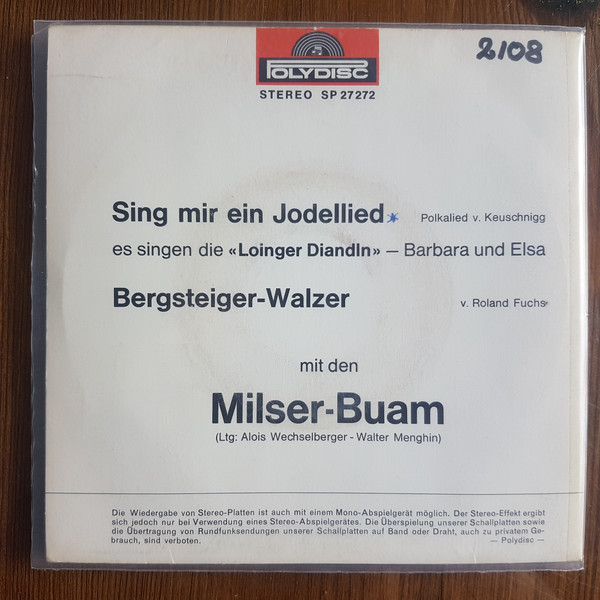 2108
POLYDISC
STEREO SP 27272
Sing mir ein Jodellied Polkalied v. Keuschnigg
es singen die «Loinger Diandln» – Barbara und Elsa
Bergsteiger-Walzer v. Roland Fuchs
mit den
Milser-Buam
(Ltg: Alois Wechselberger - Walter Menghin)
Die Wiedergabe von Stereo-Platten ist auch mit einem Mono-Abspielgerät möglich. Der Stereo-Effekt ergibt
sich jedoch nur bei Verwendung eines Stereo-Abspielgerätes. Die Überspielung unserer Schallplatten sowie
die Übertragung von Rundfunksendungen unserer Schallplatten auf Band oder Draht, auch zu privatem Ge-
brauch, sind verboten. — Polydisc —